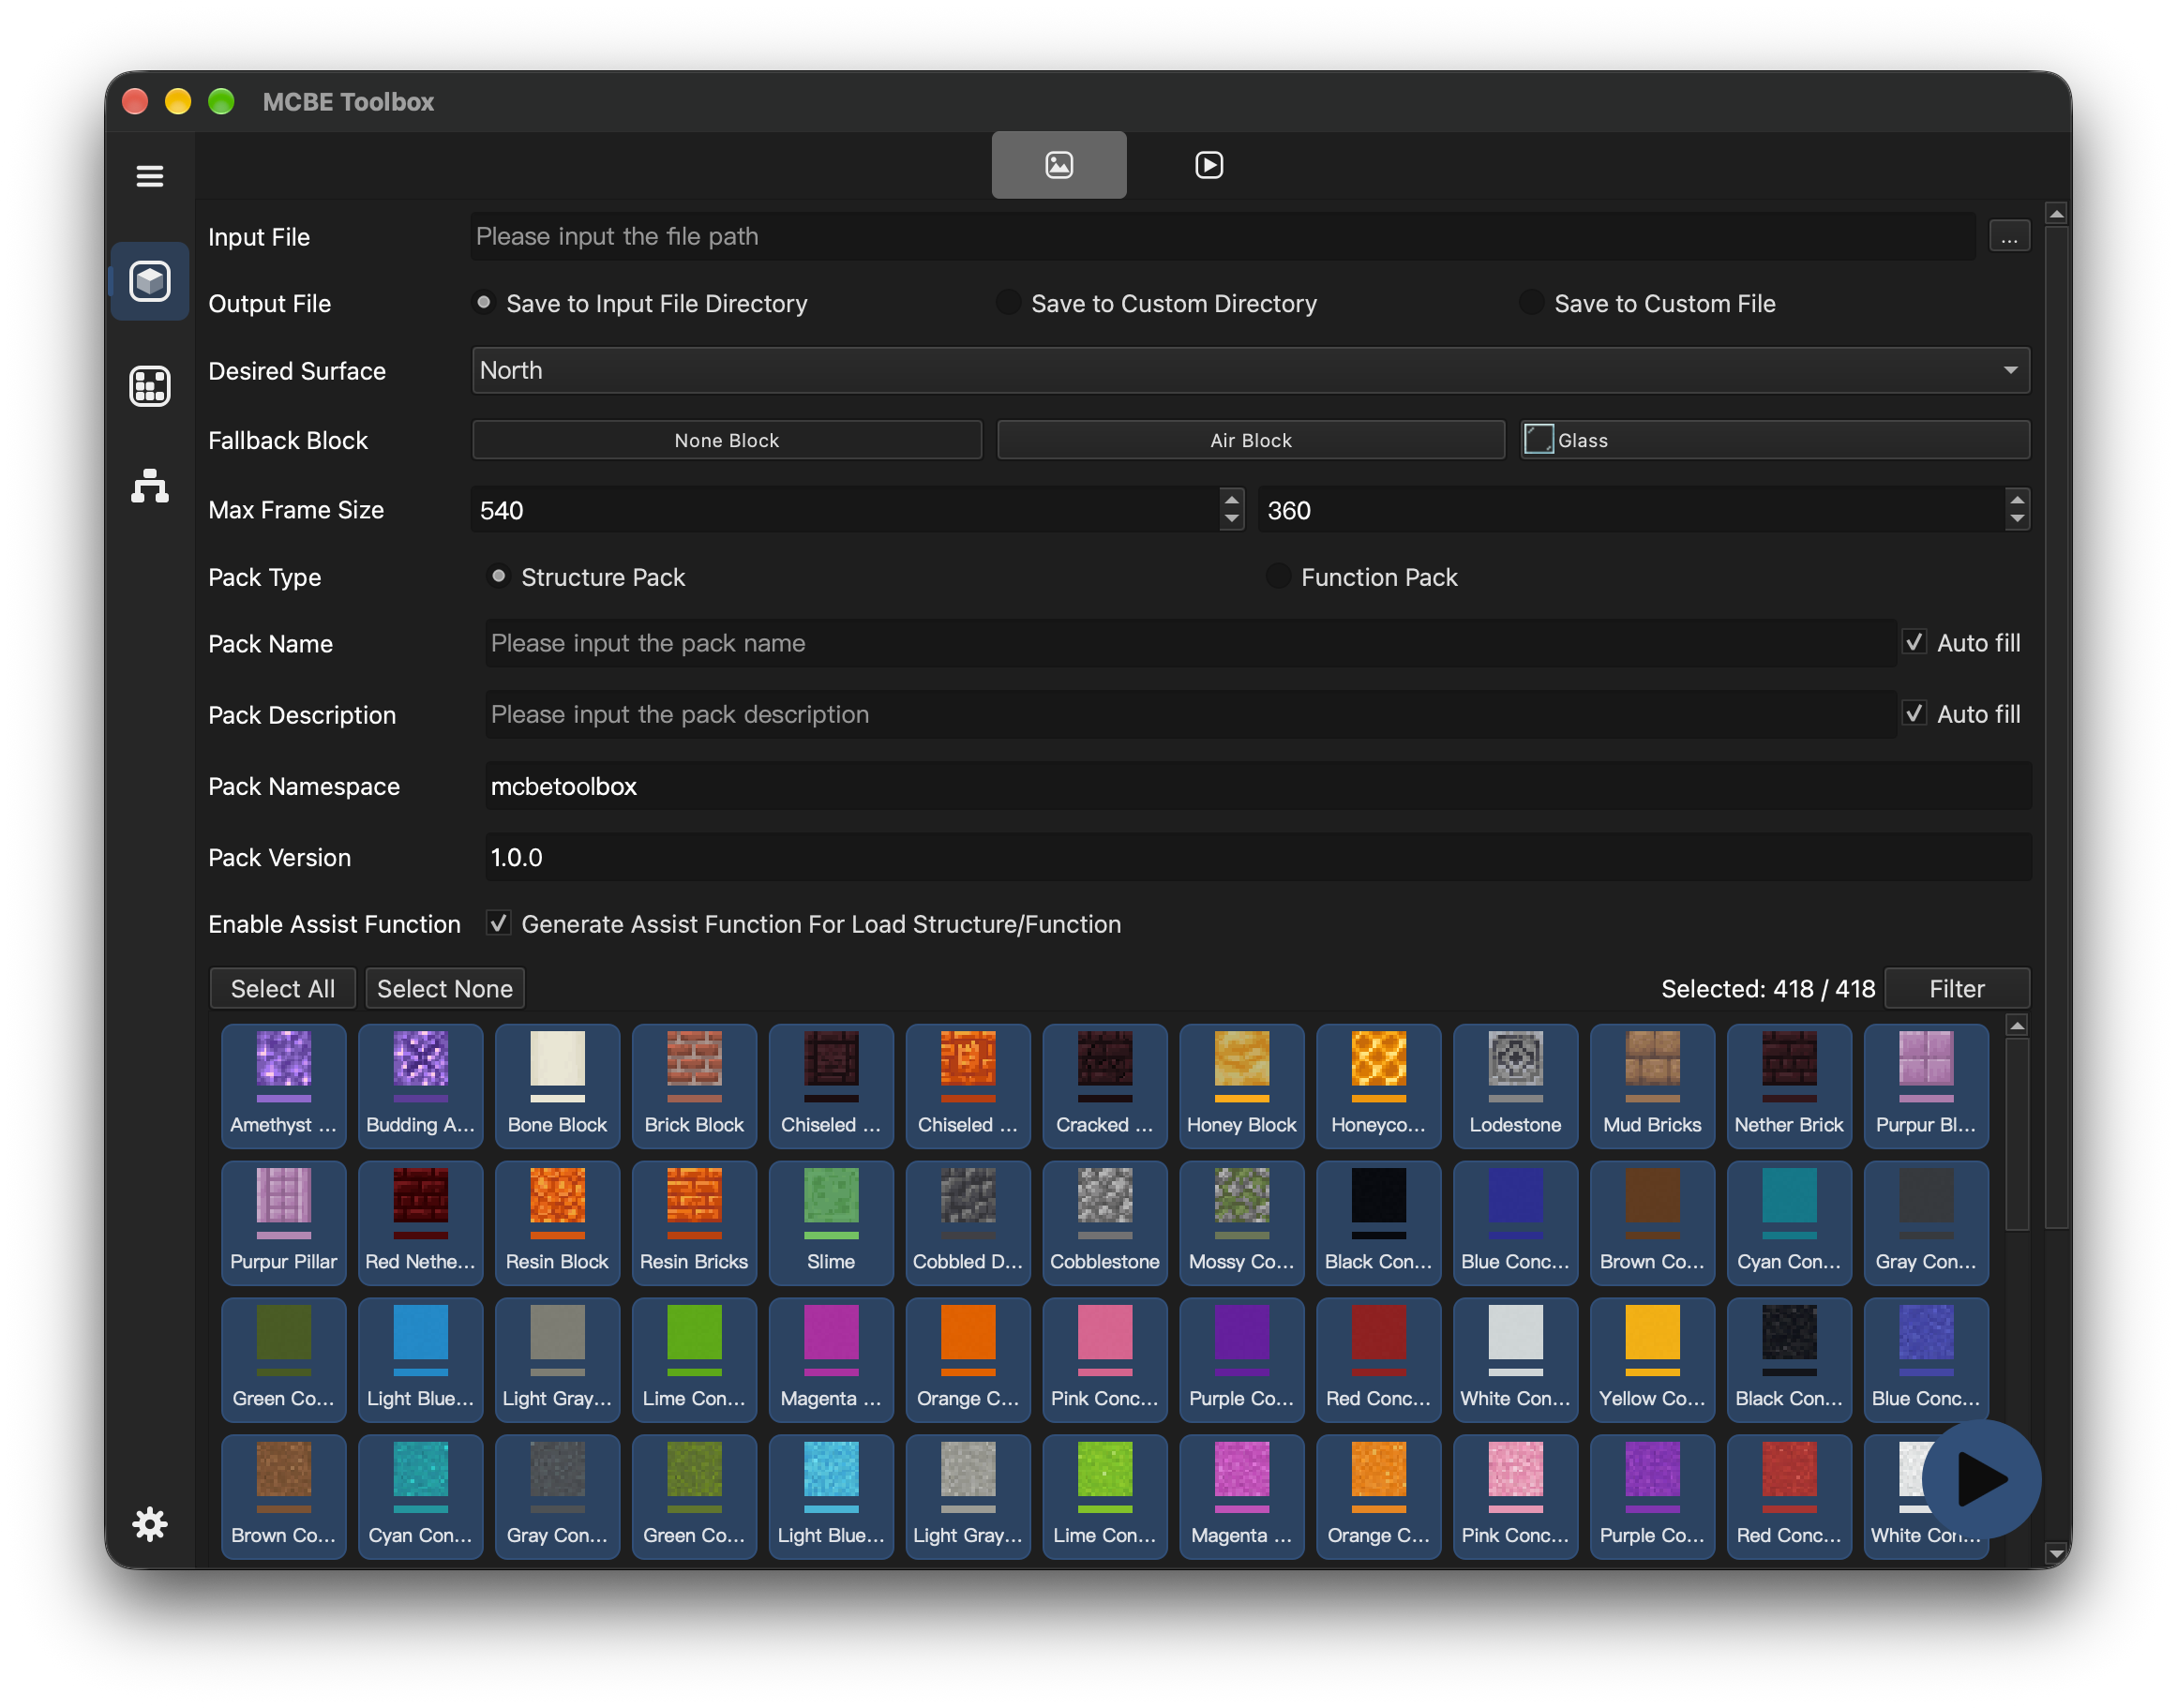 MCBE Toolbox
Input File
Please input the file path
...
Output File
Save to Input File Directory
Save to Custom Directory
Save to Custom File
Desired Surface
North
Fallback Block
None Block
Air Block
Glass
Max Frame Size
540
360
Pack Type
Structure Pack
Function Pack
Pack Name
Please input the pack name
Auto fill
Pack Description
Please input the pack description
Auto fill
Pack Namespace
mcbetoolbox
Pack Version
1.0.0
Enable Assist Function
Generate Assist Function For Load Structure/Function
Select All
Select None
Selected: 418 / 418
Filter
Amethyst ...
Budding A...
Bone Block
Brick Block
Chiseled ...
Chiseled ...
Cracked ...
Honey Block
Honeyco...
Lodestone
Mud Bricks
Nether Brick
Purpur Bl...
Purpur Pillar
Red Nethe...
Resin Block
Resin Bricks
Slime
Cobbled D...
Cobblestone
Mossy Co...
Black Con...
Blue Conc...
Brown Co...
Cyan Con...
Gray Con...
Green Co...
Light Blue...
Light Gray...
Lime Con...
Magenta ...
Orange C...
Pink Conc...
Purple Co...
Red Conc...
White Con...
Yellow Co...
Black Con...
Blue Conc...
Brown Co...
Cyan Con...
Gray Con...
Green Co...
Light Blue...
Light Gray...
Lime Con...
Magenta ...
Orange C...
Pink Conc...
Purple Co...
Red Conc...
White Con...